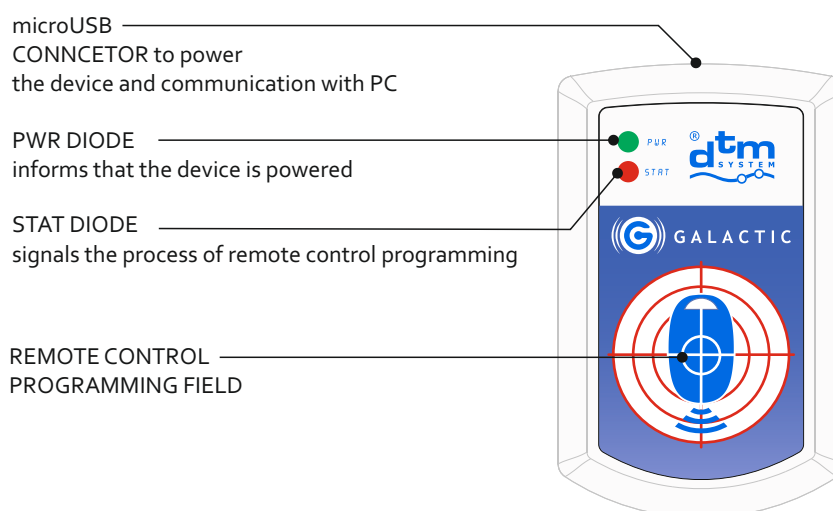 microUSB
CONNCETOR to power
the device and communication with PC
PWR DIODE
informs that the device is powered
STAT DIODE
signals the process of remote control programming
REMOTE CONTROL
PROGRAMMING FIELD
PWR
STAT
® dtm
SYSTEM
G GALACTIC